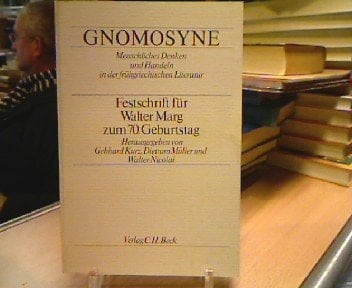 GNOMOSYNE
Menschliches Denken
und Handeln
in der frühgriechischen Literatur
Festschrift für
Walter Marg
zum 70. Geburtstag
Herausgegeben von
Gebhard Kurz, Dietram Müller und
Walter Nicolai
Verlag C.H. Beck